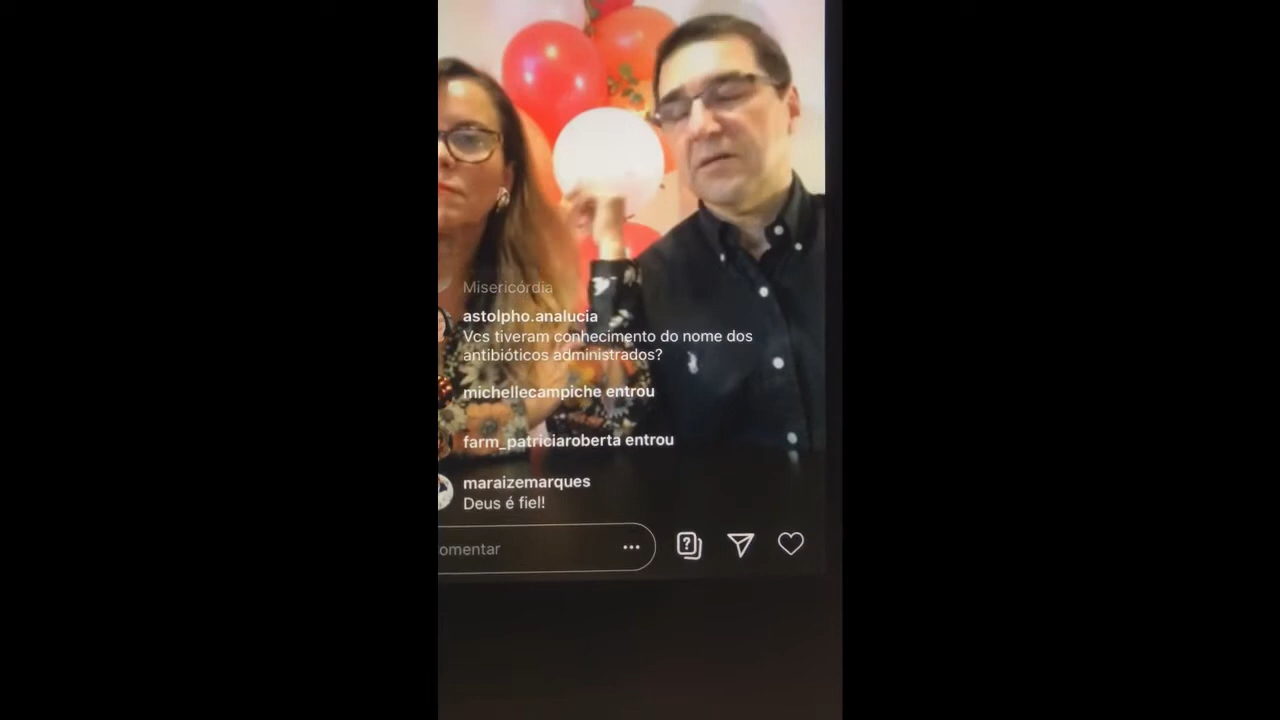 Misericórdia
astolpho.analucia
Vcs tiveram conhecimento do nome dos
antibióticos administrados?
michellecampiche entrou
farm_patriciaroberta entrou
maraizemarques
Deus é fiel!
omentar